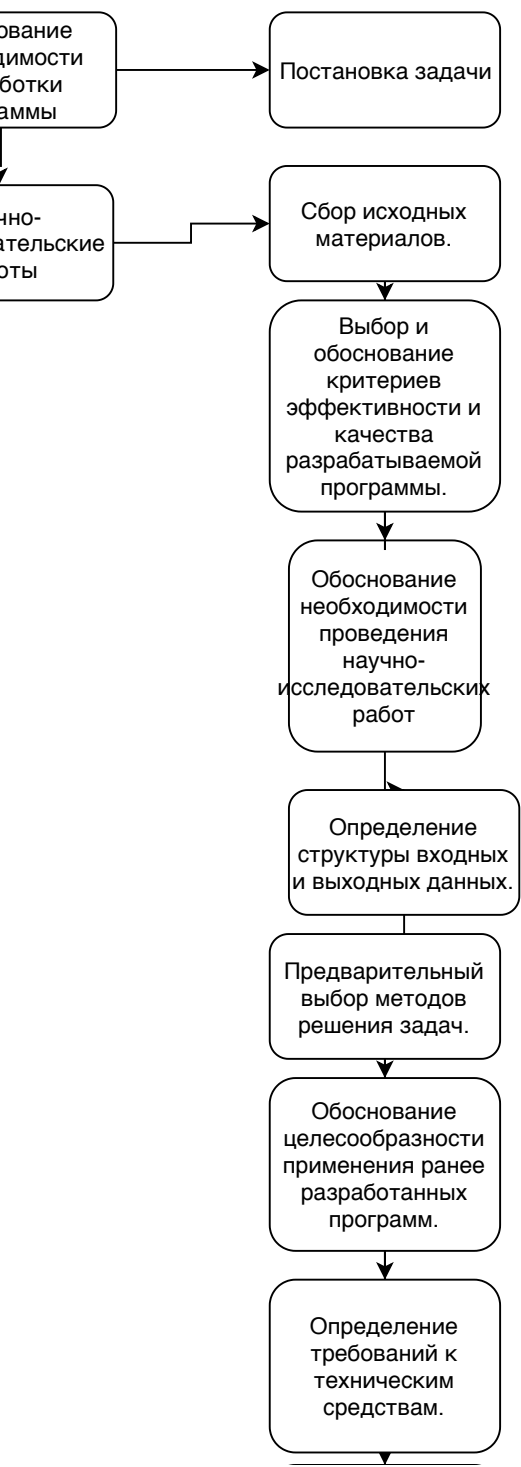 Постановка задачи
Сбор исходных
материалов.
Выбор и
обоснование
критериев
эффективности и
качества
разрабатываемой
программы.
Обоснование
необходимости
проведения
научно-
исследовательских
работ
Определение
структуры входных
и выходных данных.
Предварительный
выбор методов
решения задач.
Обоснование
целесообразности
применения ранее
разработанных
программ.
Определение
требований к
техническим
средствам.